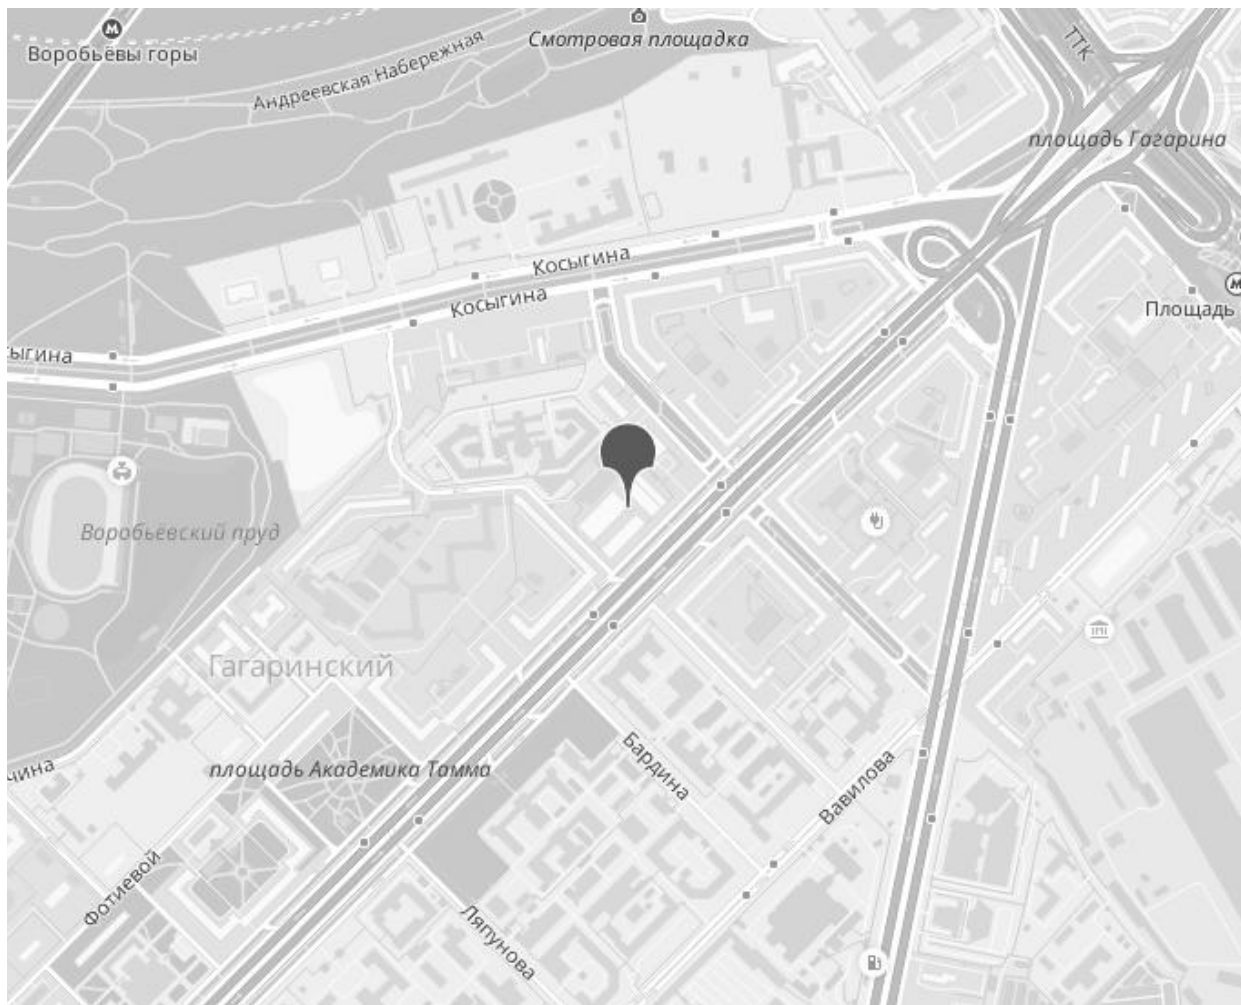 М
Воробьёвы горы
Смотровая площадка
Андреевская Набережная
ТТК
площадь Гагарина
Косыгина
Косыгина
М
Площадь
сыгина
Воробьёвский пруд
Гагаринский
чина
площадь Академика Тамма
Бардина
Вавилова
Фотиевой
Ляпунова